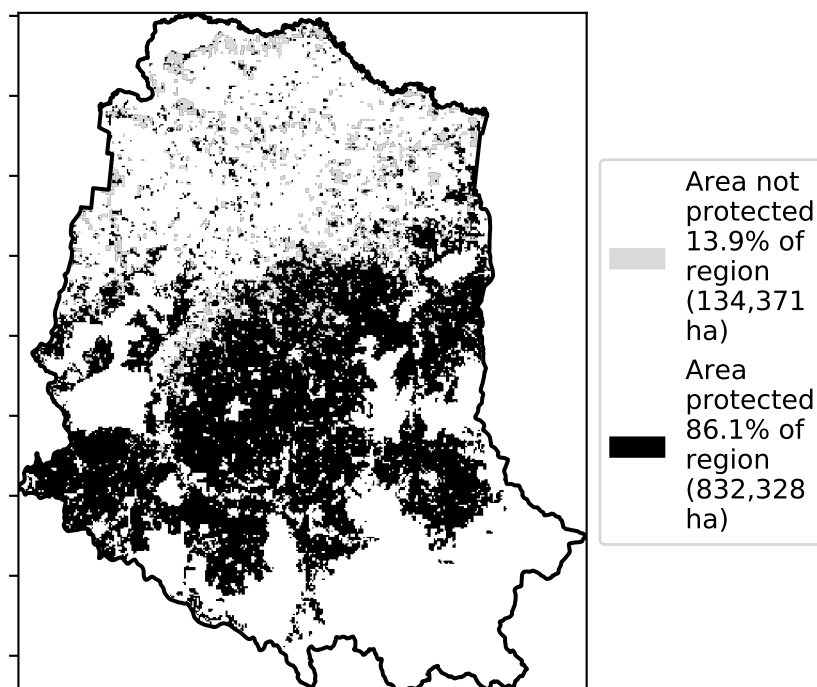 Area not
protected
13.9% of
region
(134,371
ha)
Area
protected
86.1% of
region
(832,328
ha)